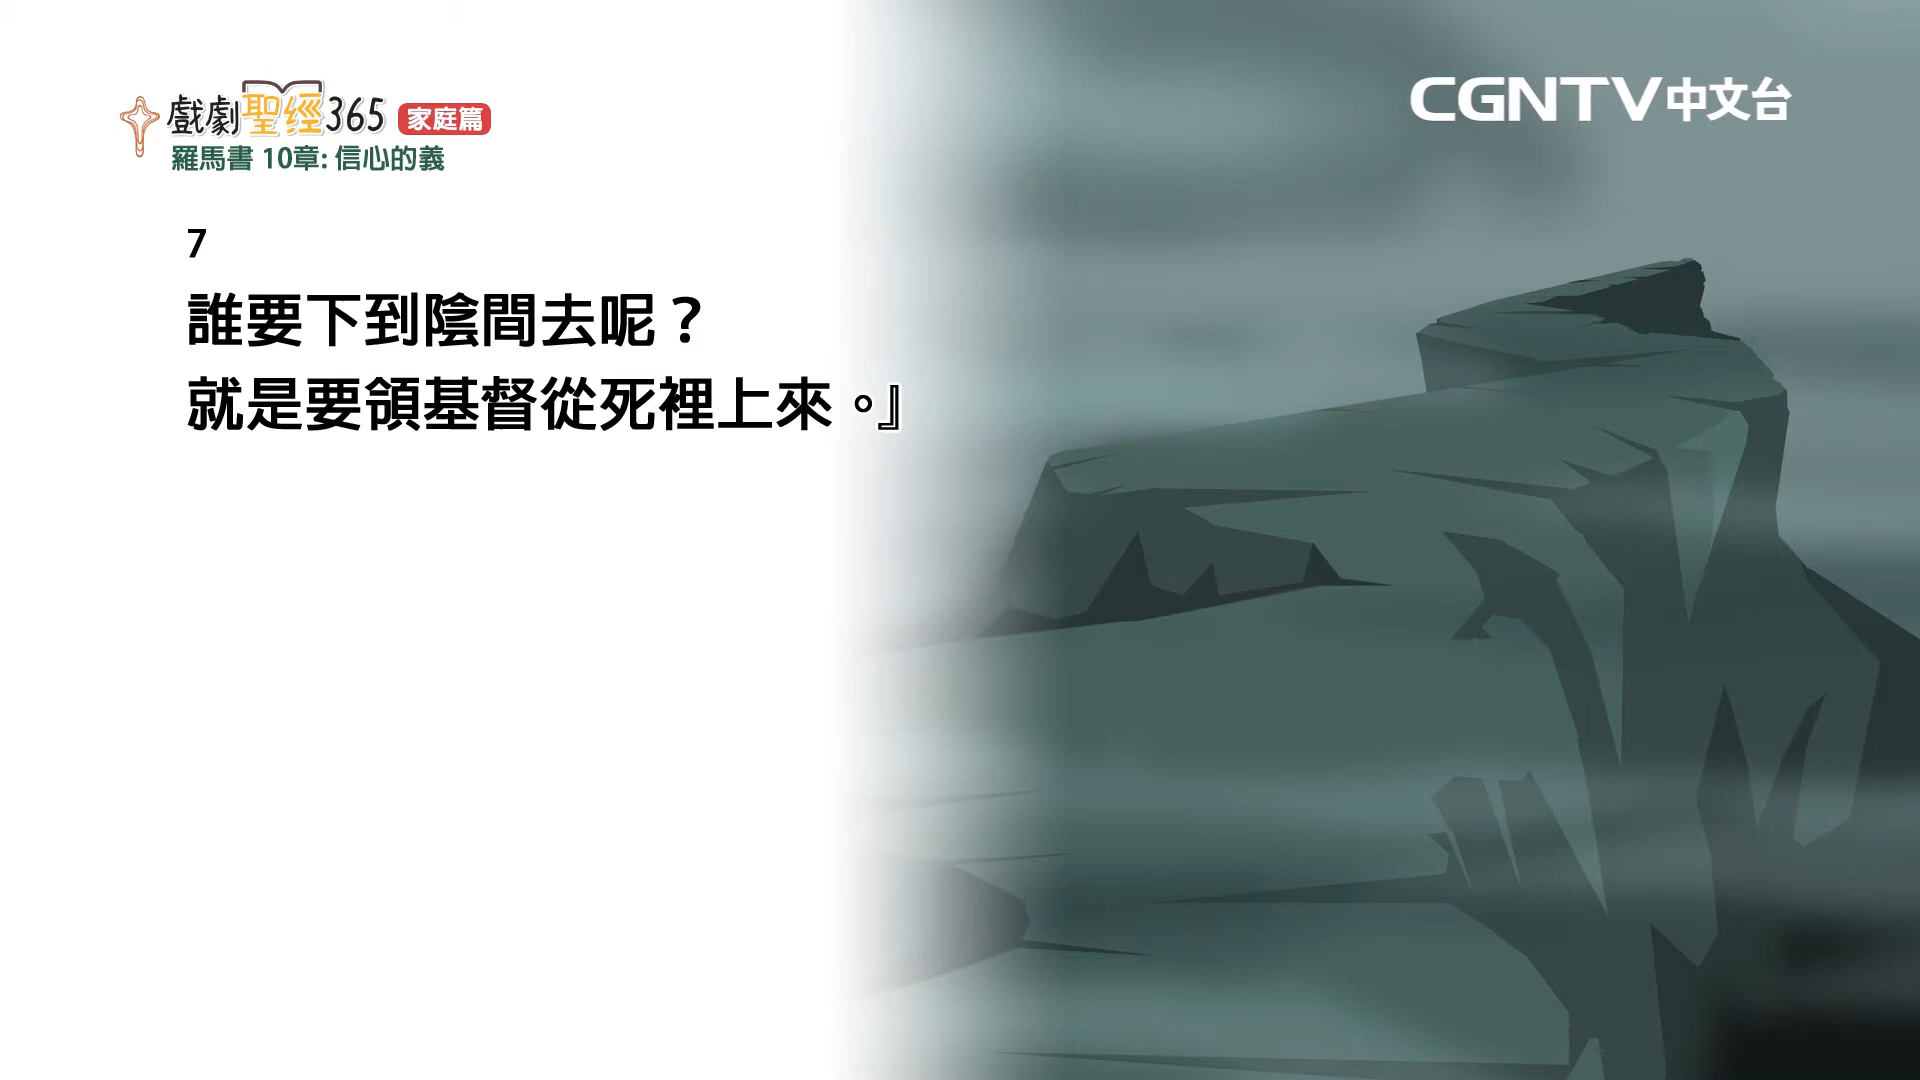 戲劇聖經365 家庭篇
羅馬書 10章: 信心的義
CGNTV中文台
7
誰要下到陰間去呢？
就是要領基督從死裡上來。』